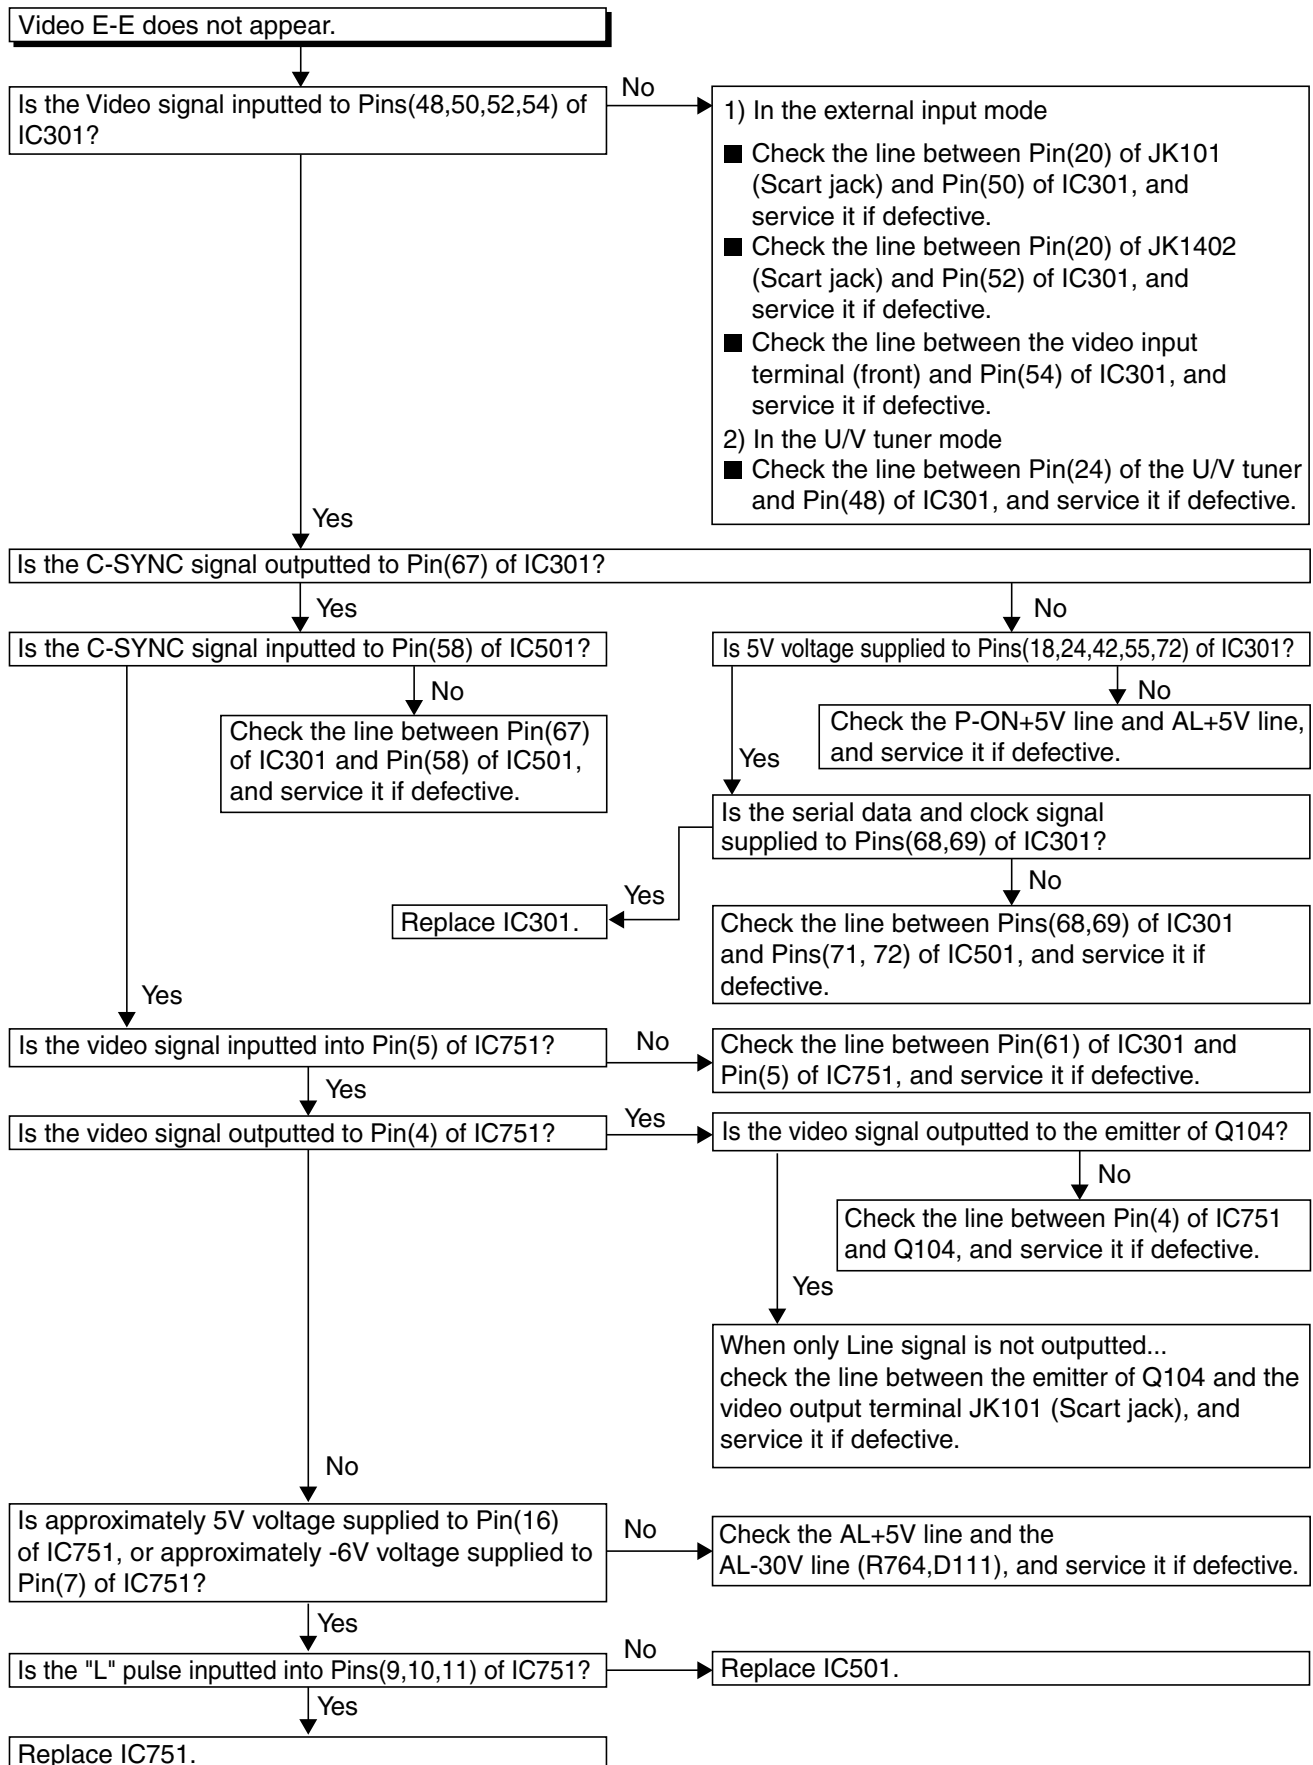 Video E-E does not appear.
Is the Video signal inputted to Pins(48,50,52,54) of
IC301?
No
1) In the external input mode
■ Check the line between Pin(20) of JK101
(Scart jack) and Pin(50) of IC301, and
service it if defective.
■ Check the line between Pin(20) of JK1402
(Scart jack) and Pin(52) of IC301, and
service it if defective.
■ Check the line between the video input
terminal (front) and Pin(54) of IC301, and
service it if defective.
2) In the U/V tuner mode
■ Check the line between Pin(24) of the U/V tuner
and Pin(48) of IC301, and service it if defective.
Yes
Is the C-SYNC signal outputted to Pin(67) of IC301?
Yes
No
Is the C-SYNC signal inputted to Pin(58) of IC501?
Is 5V voltage supplied to Pins(18,24,42,55,72) of IC301?
No
No
Check the line between Pin(67)
of IC301 and Pin(58) of IC501,
and service it if defective.
Check the P-ON+5V line and AL+5V line,
and service it if defective.
Yes
Is the serial data and clock signal
supplied to Pins(68,69) of IC301?
No
Yes
Replace IC301.
Check the line between Pins(68,69) of IC301
and Pins(71, 72) of IC501, and service it if
defective.
Yes
Is the video signal inputted into Pin(5) of IC751?
No
Check the line between Pin(61) of IC301 and
Pin(5) of IC751, and service it if defective.
Yes
Is the video signal outputted to Pin(4) of IC751?
Yes
Is the video signal outputted to the emitter of Q104?
No
Check the line between Pin(4) of IC751
and Q104, and service it if defective.
Yes
When only Line signal is not outputted...
check the line between the emitter of Q104 and the
video output terminal JK101 (Scart jack), and
service it if defective.
No
Is approximately 5V voltage supplied to Pin(16)
of IC751, or approximately -6V voltage supplied to
Pin(7) of IC751?
No
Check the AL+5V line and the
AL-30V line (R764,D111), and service it if defective.
Yes
Is the "L" pulse inputted into Pins(9,10,11) of IC751?
No
Replace IC501.
Yes
Replace IC751.